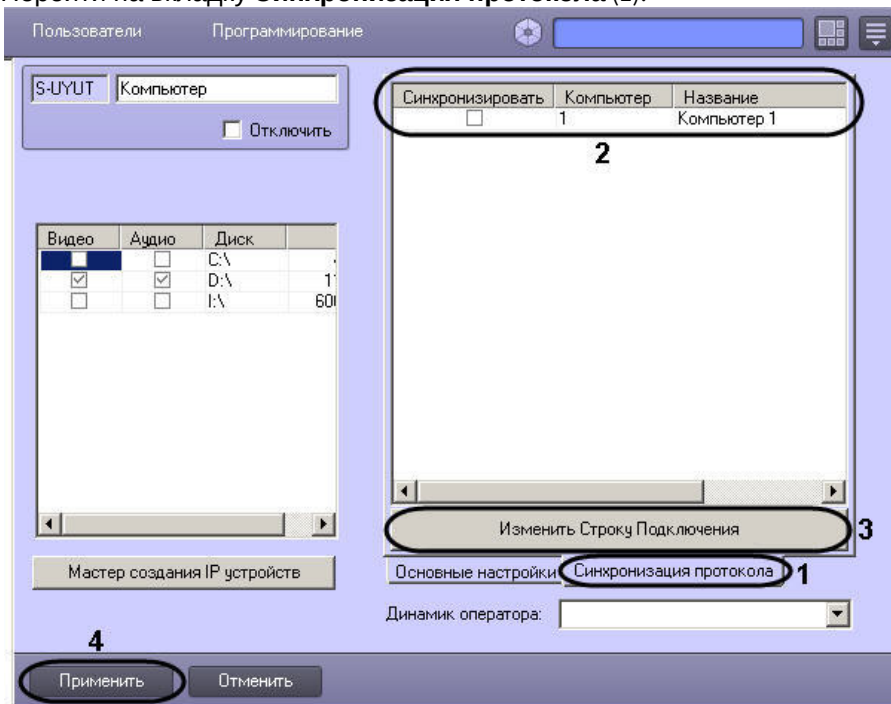 Перейти на вкладку Синхронизация протокола (1).
Пользователи Программирование
S-UYUT Компьютер
Отключить
Синхронизировать Компьютер Название
1 Компьютер 1
2
Видео Аудио Диск
C:\
D:\ 11
I:\ 600
Изменить Строку Подключения 3
Мастер создания IP устройств
Основные настройки Синхронизация протокола 1
Динамик оператора:
4
Применить Отменить